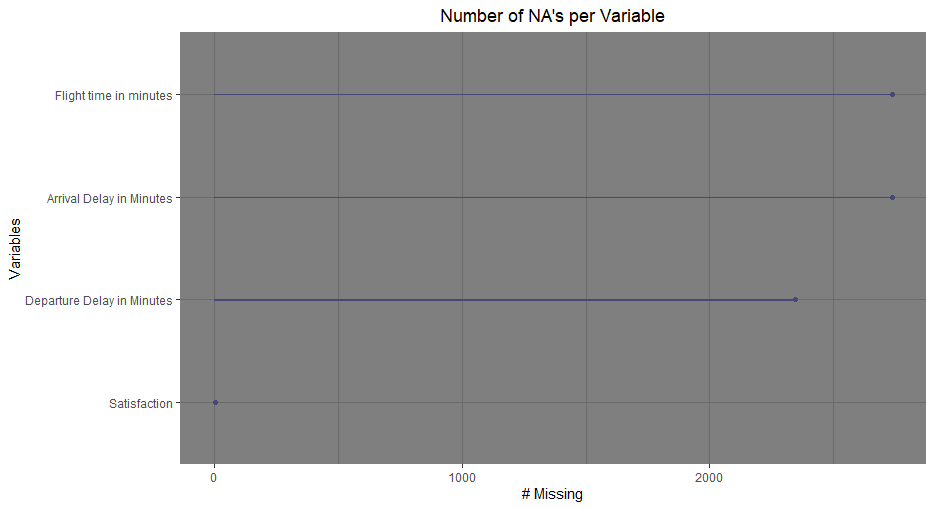 Number of NA's per Variable
Flight time in minutes
Arrival Delay in Minutes
Departure Delay in Minutes
Satisfaction
Variables
0 1000 2000
# Missing